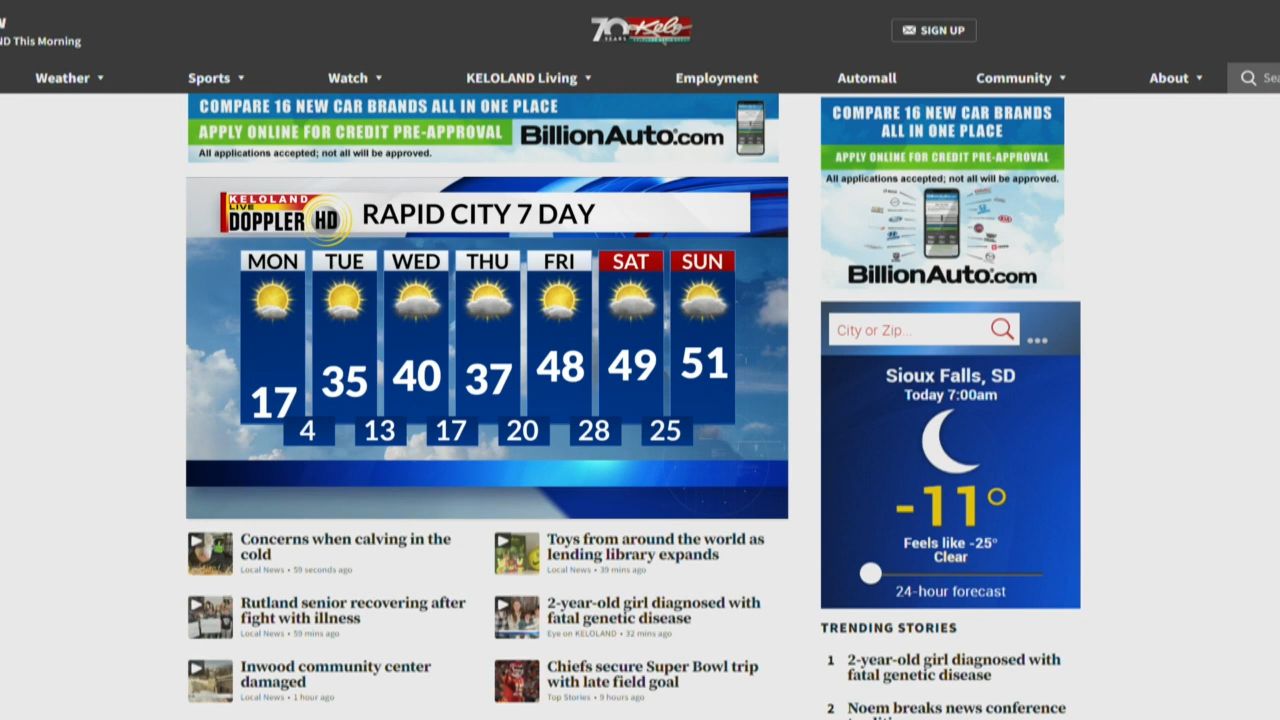 W
ND This Morning
70 YEARS Kelo
SIGN UP
Weather
Sports
Watch
KELOLAND Living
Employment
Automall
Community
About
Sea
COMPARE 16 NEW CAR BRANDS ALL IN ONE PLACE
APPLY ONLINE FOR CREDIT PRE-APPROVAL
BillionAuto.com
All applications accepted; not all will be approved.
COMPARE 16 NEW CAR BRANDS
ALL IN ONE PLACE
APPLY ONLINE FOR CREDIT PRE-APPROVAL
All applications accepted; not all will be approved.
BillionAuto.com
KELOLAND
LIVE
DOPPLER HD
RAPID CITY 7 DAY
MON TUE WED THU FRI SAT SUN
17 35 40 37 48 49 51
4 13 17 20 28 25
City or Zip...
Sioux Falls, SD
Today 7:00am
-11°
Feels like -25°
Clear
24-hour forecast
Concerns when calving in the
cold
Local News • 59 seconds ago
Toys from around the world as
lending library expands
Local News • 39 mins ago
Rutland senior recovering after
fight with illness
Local News • 59 mins ago
2-year-old girl diagnosed with
fatal genetic disease
Eye on KELOLAND • 32 mins ago
Inwood community center
damaged
Local News • 1 hour ago
Chiefs secure Super Bowl trip
with late field goal
Top Stories • 9 hours ago
TRENDING STORIES
1 2-year-old girl diagnosed with
fatal genetic disease
2 Noem breaks news conference